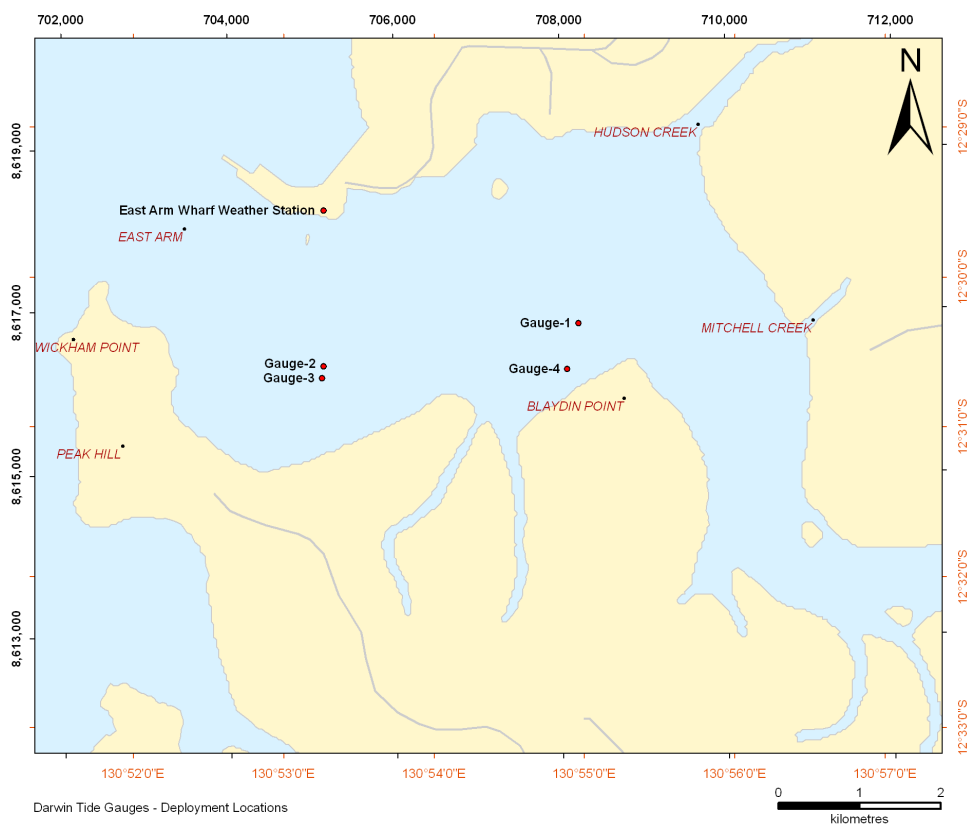 702,000 704,000 706,000 708,000 710,000 712,000
N
12°29'0"S
8,619,000
HUDSON CREEK
East Arm Wharf Weather Station
EAST ARM
12°30'0"S
8,617,000
Gauge-1
MITCHELL CREEK
WICKHAM POINT
Gauge-2
Gauge-3
Gauge-4
BLAYDIN POINT
12°31'0"S
PEAK HILL
8,615,000
12°32'0"S
8,613,000
12°33'0"S
130°52'0"E 130°53'0"E 130°54'0"E 130°55'0"E 130°56'0"E 130°57'0"E
Darwin Tide Gauges - Deployment Locations
0 1 2
kilometres